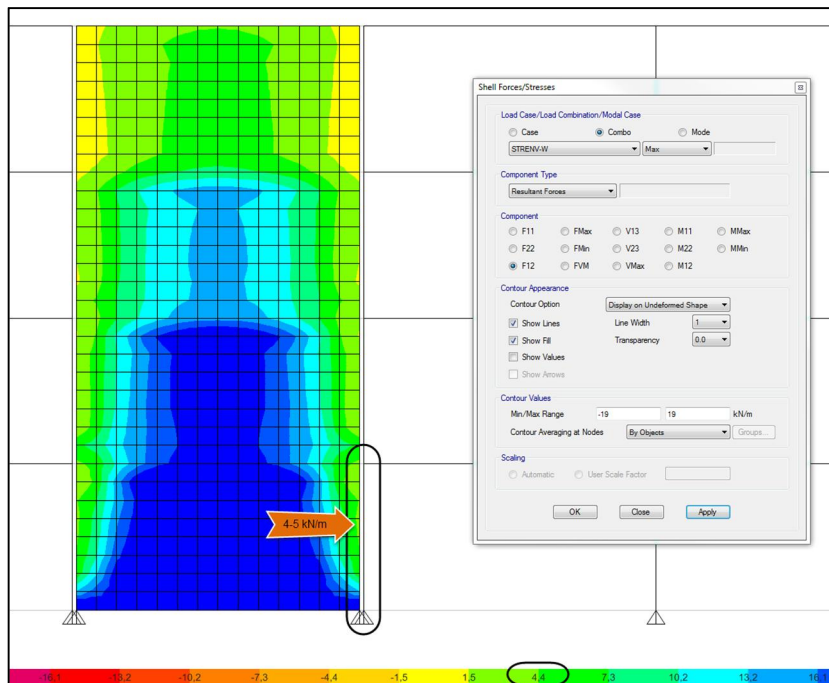 Shell Forces/Stresses
Load Case/Load Combination/Modal Case
Case Combo Mode
STRENV-W Max
Component Type
Resultant Forces
Component
F11 FMax V13 M11 MMax
F22 FMin V23 M22 MMin
F12 FVM VMax M12
Contour Appearance
Contour Option Display on Undeformed Shape
Show Lines Line Width 1
Show Fill Transparency 0.0
Show Values
Show Arrows
Contour Values
Min/Max Range -19 19 kN/m
Contour Averaging at Nodes By Objects Groups...
Scaling
Automatic User Scale Factor
OK Close Apply
4-5 kN/m
-16,1 -13,2 -10,2 -7,3 -4,4 -1,5 1,5 4,4 7,3 10,2 13,2 16,1